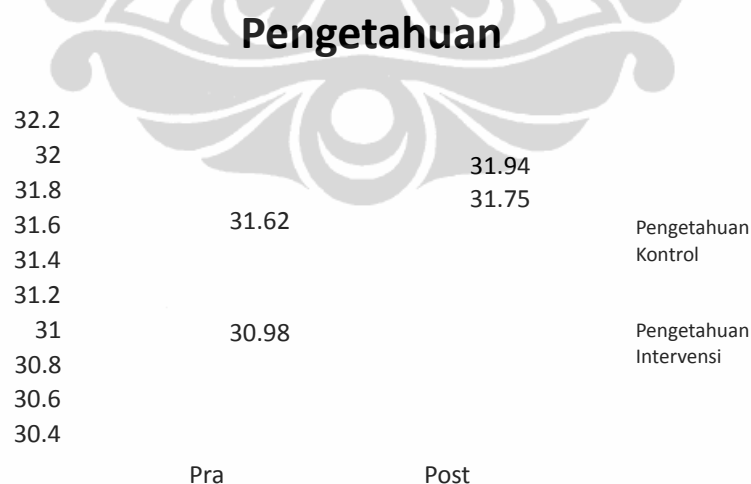 Pengetahuan
32.2
32
31.8
31.6
31.4
31.2
31
30.8
30.6
30.4
31.62
30.98
31.94
31.75
Pra
Post
Pengetahuan
Kontrol
Pengetahuan
Intervensi